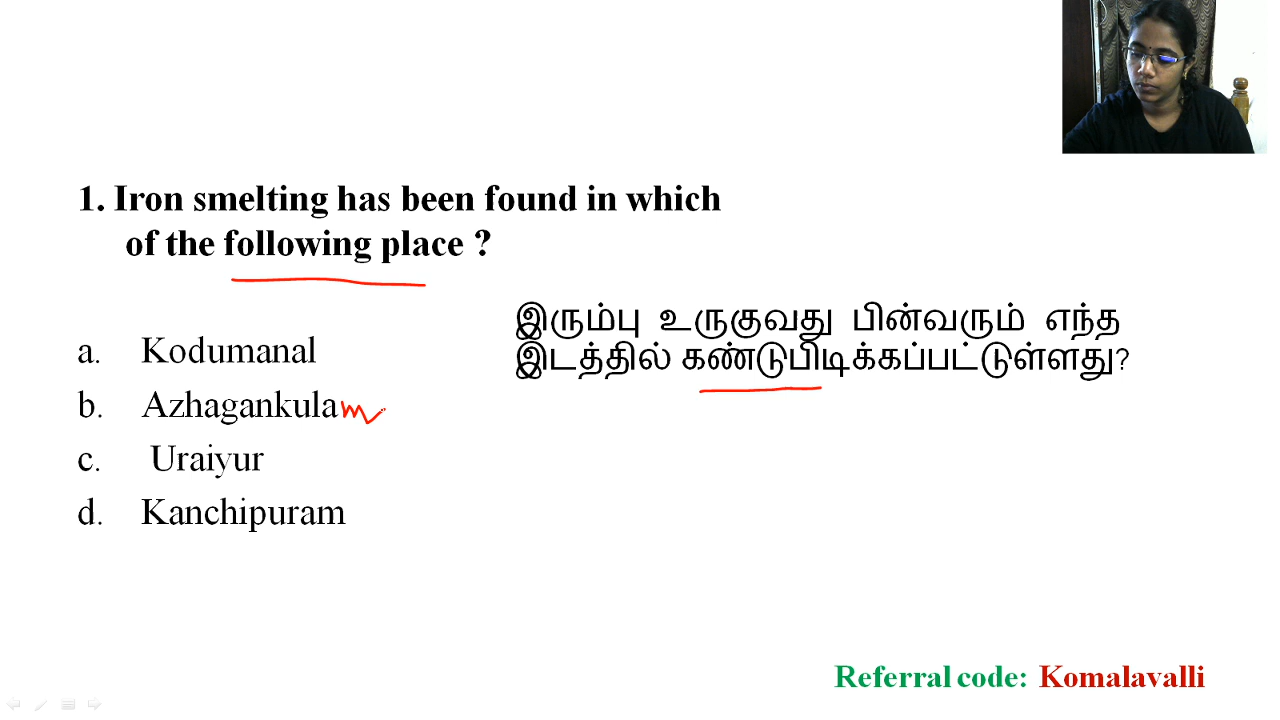 1. Iron smelting has been found in which
of the following place ?
இரும்பு உருகுவது பின்வரும் எந்த
இடத்தில் கண்டுபிடிக்கப்பட்டுள்ளது?
a. Kodumanal
b. Azhagankulam
c. Uraiyur
d. Kanchipuram
Referral code: Komalavalli